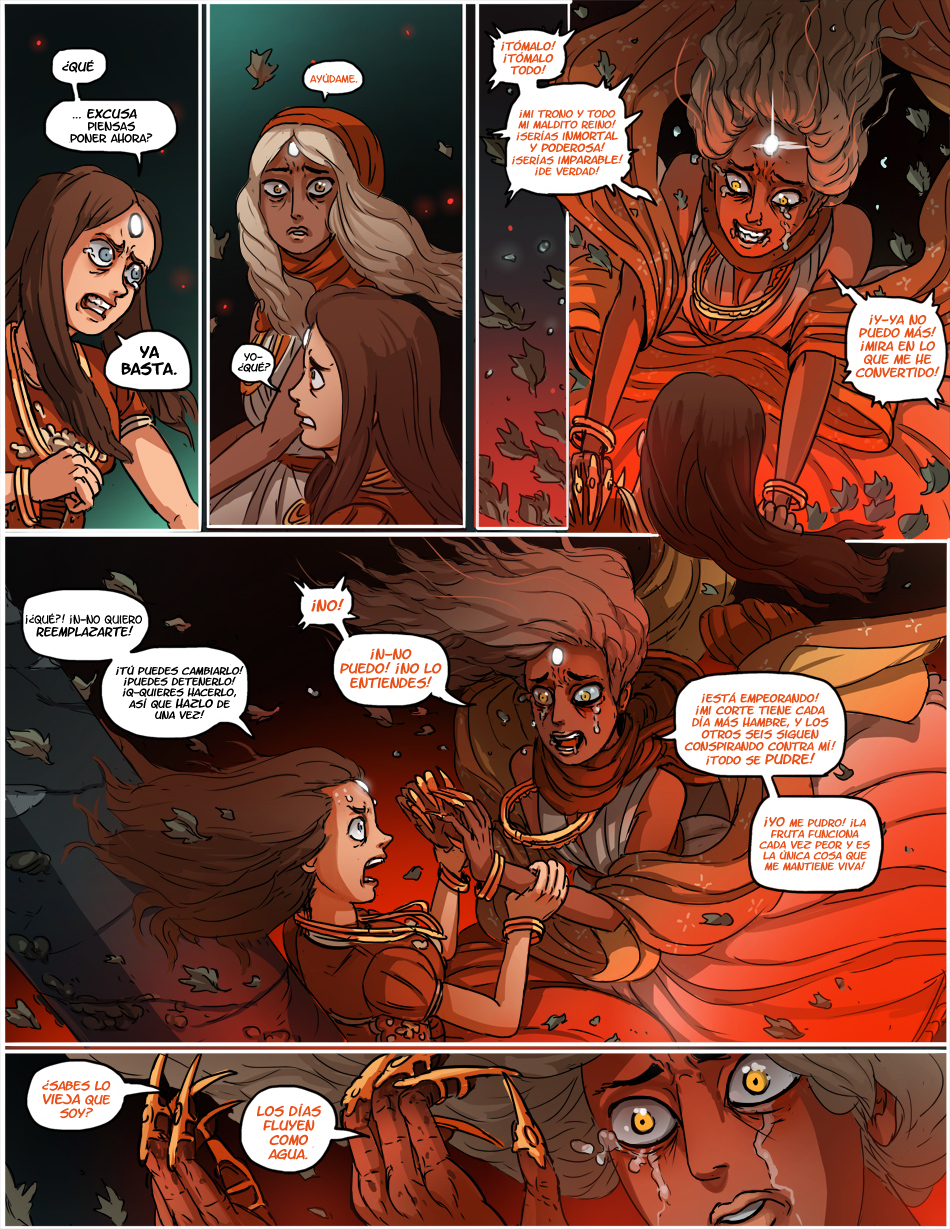 ¿QUÉ
... EXCUSA
PIENSAS
PONER AHORA?
YA
BASTA.
AYÚDAME.
YO-
¿QUÉ?
¡TÓMALO!
¡TÓMALO
TODO!
¡MI TRONO Y TODO
MI MALDITO REINO!
¡SERÍAS INMORTAL
Y PODEROSA!
¡SERÍAS IMPARABLE!
¡DE VERDAD!
¡Y-YA NO
PUEDO MÁS!
¡MIRA EN LO
QUE ME HE
CONVERTIDO!
¡¿QUÉ?! ¡N-NO QUIERO
REEMPLAZARTE!
¡TÚ PUEDES CAMBIARLO!
¡PUEDES DETENERLO!
¡Q-QUIERES HACERLO,
ASÍ QUE HAZLO DE
UNA VEZ!
¡NO!
¡N-NO
PUEDO! ¡NO LO
ENTIENDES!
¡ESTÁ EMPEORANDO!
¡MI CORTE TIENE CADA
DÍA MÁS HAMBRE, Y LOS
OTROS SEIS SIGUEN
CONSPIRANDO CONTRA MÍ!
¡TODO SE PUDRE!
¡YO ME PUDRO! ¡LA
FRUTA FUNCIONA
CADA VEZ PEOR Y ES
LA ÚNICA COSA QUE
ME MANTIENE VIVA!
¿SABES LO
VIEJA QUE
SOY?
LOS DÍAS
FLUYEN
COMO
AGUA.